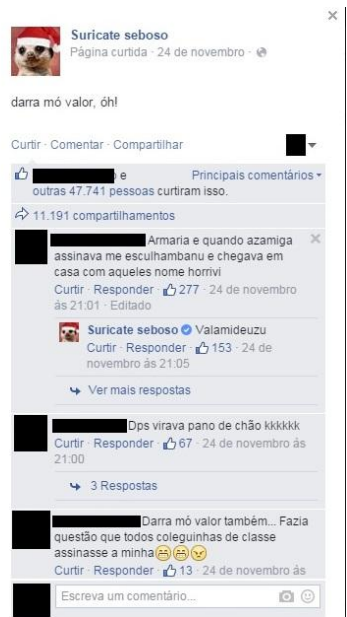 Suricate seboso
Página curtida · 24 de novembro ·
darra mó valor, óh!
Curtir · Comentar · Compartilhar
e Principais comentários
outras 47.741 pessoas curtiram isso.
11.191 compartilhamentos
Armaria e quando azamiga
assinava me esculhambanu e chegava em
casa com aqueles nome horrivi
Curtir · Responder · 277 · 24 de novembro
às 21:01 · Editado
Suricate seboso Valamideuzu
Curtir · Responder · 153 · 24 de
novembro às 21:05
Ver mais respostas
Dps virava pano de chão kkkkkk
Curtir · Responder · 67 · 24 de novembro às
21:00
3 Respostas
Darra mó valor também... Fazia
questão que todos coleguinhas de classe
assinasse a minha😁😁😠
Curtir · Responder · 13 · 24 de novembro às
Escreva um comentário...